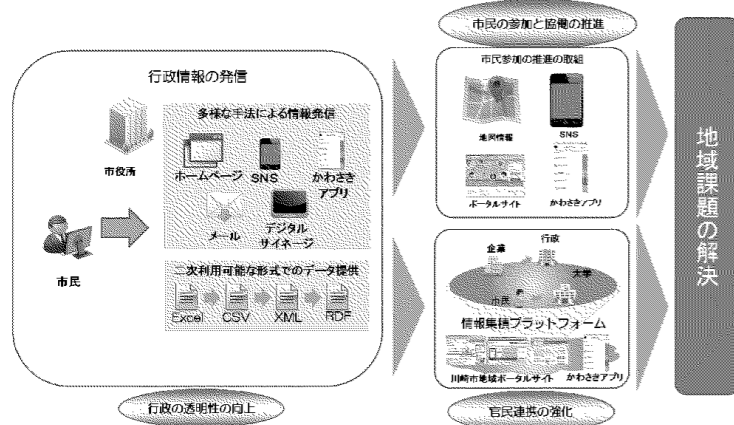 市民の参加と協働の推進
行政情報の発信
市役所
市民
多様な手法による情報発信
ホームページ
SNS
かわさき
アプリ
メール
デジタル
サイネージ
二次利用可能な形式でのデータ提供
Excel
CSV
XML
RDF
行政の透明性の向上
市民参加の推進の取組
地図情報
SNS
ポータルサイト
かわさきアプリ
企業
行政
大学
市民
情報集積プラットフォーム
川崎市地域ポータルサイト
かわさきアプリ
官民連携の強化
地域課題の解決